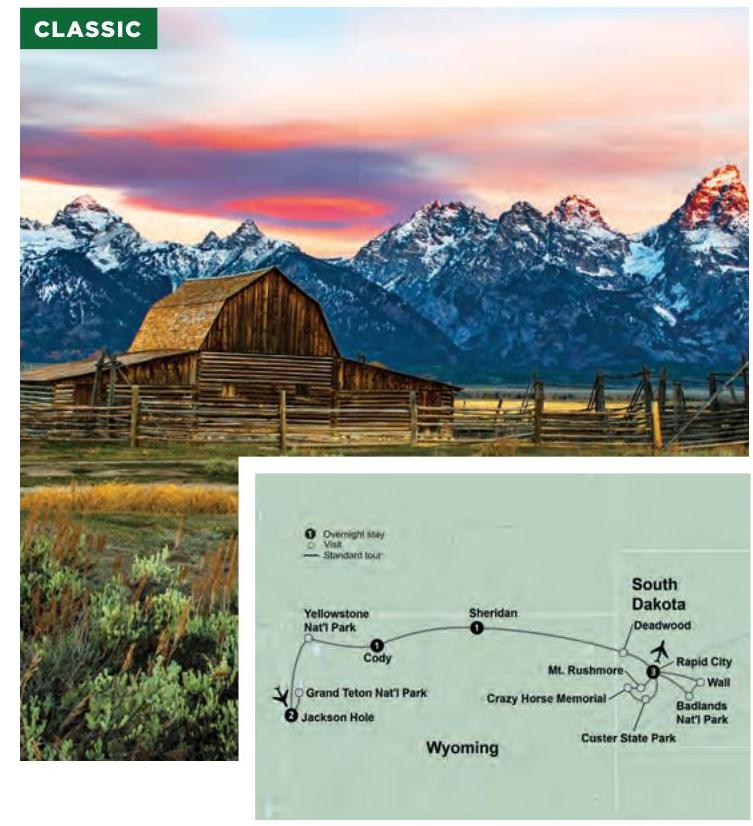 CLASSIC
1 Overnight stay
Visit
Standard tour
South
Dakota
Deadwood
Yellowstone
Nat'l Park
Sheridan
1
1
Cody
Mt. Rushmore
3
Rapid City
Wall
Grand Teton Nat'l Park
Crazy Horse Memorial
Badlands
Nat'l Park
2 Jackson Hole
Custer State Park
Wyoming